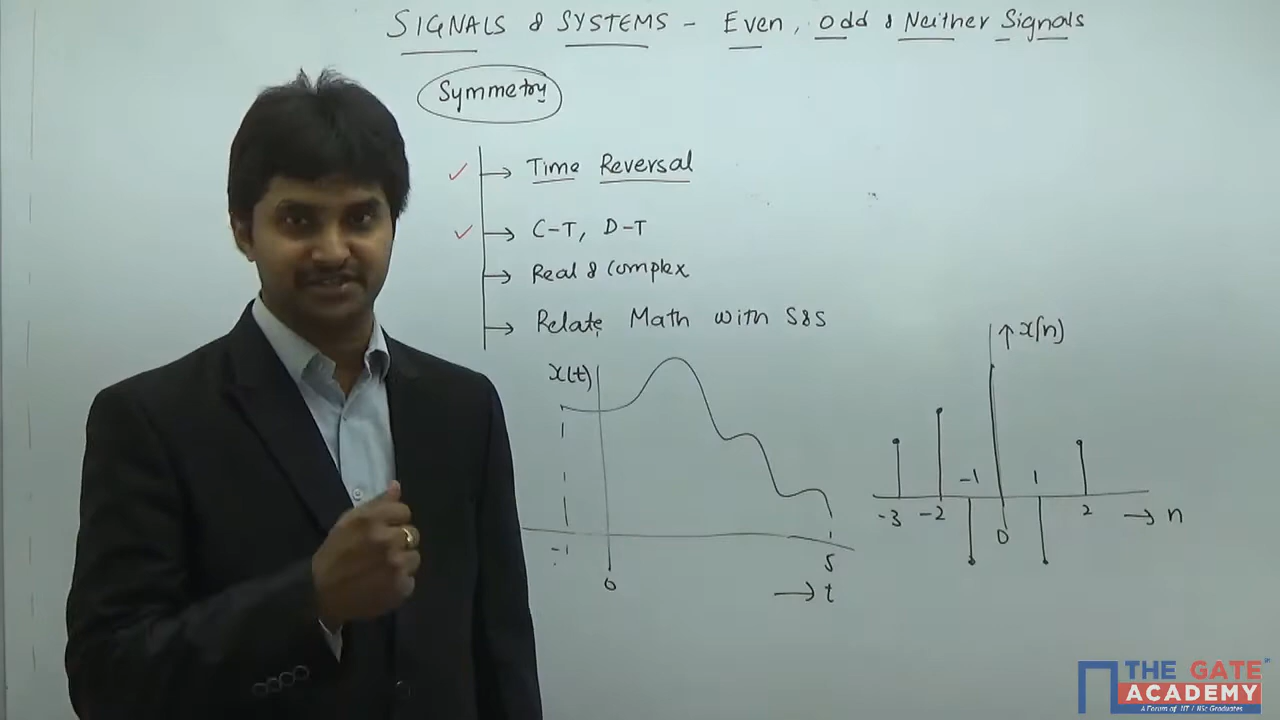 SIGNALS & SYSTEMS - Even, Odd & Neither Signals
Symmetry
✓ → Time Reversal
✓ → C-T, D-T
→ Real & Complex
→ Relate Math with S&S
x(t)
-1
0
5
→ t
↑ x[n]
-1 1
-3 -2 0 2 → n
THE GATE
ACADEMY
A Forum of IIT / IISc Graduates